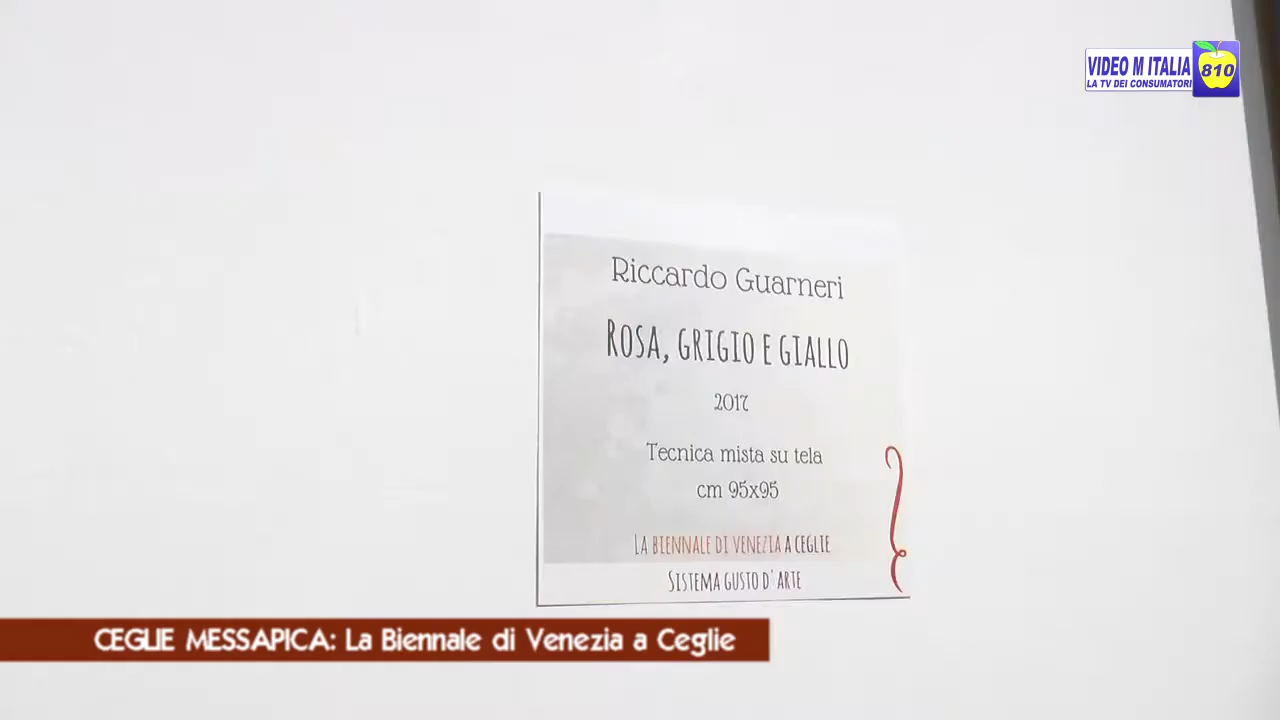 VIDEO M ITALIA
810
LA TV DEI CONSUMATORI
Riccardo Guarneri
ROSA, GRIGIO E GIALLO
2017
Tecnica mista su tela
cm 95x95
LA BIENNALE DI VENEZIA A CEGLIE
SISTEMA GUSTO D'ARTE
CEGLIE MESSAPICA: La Biennale di Venezia a Ceglie